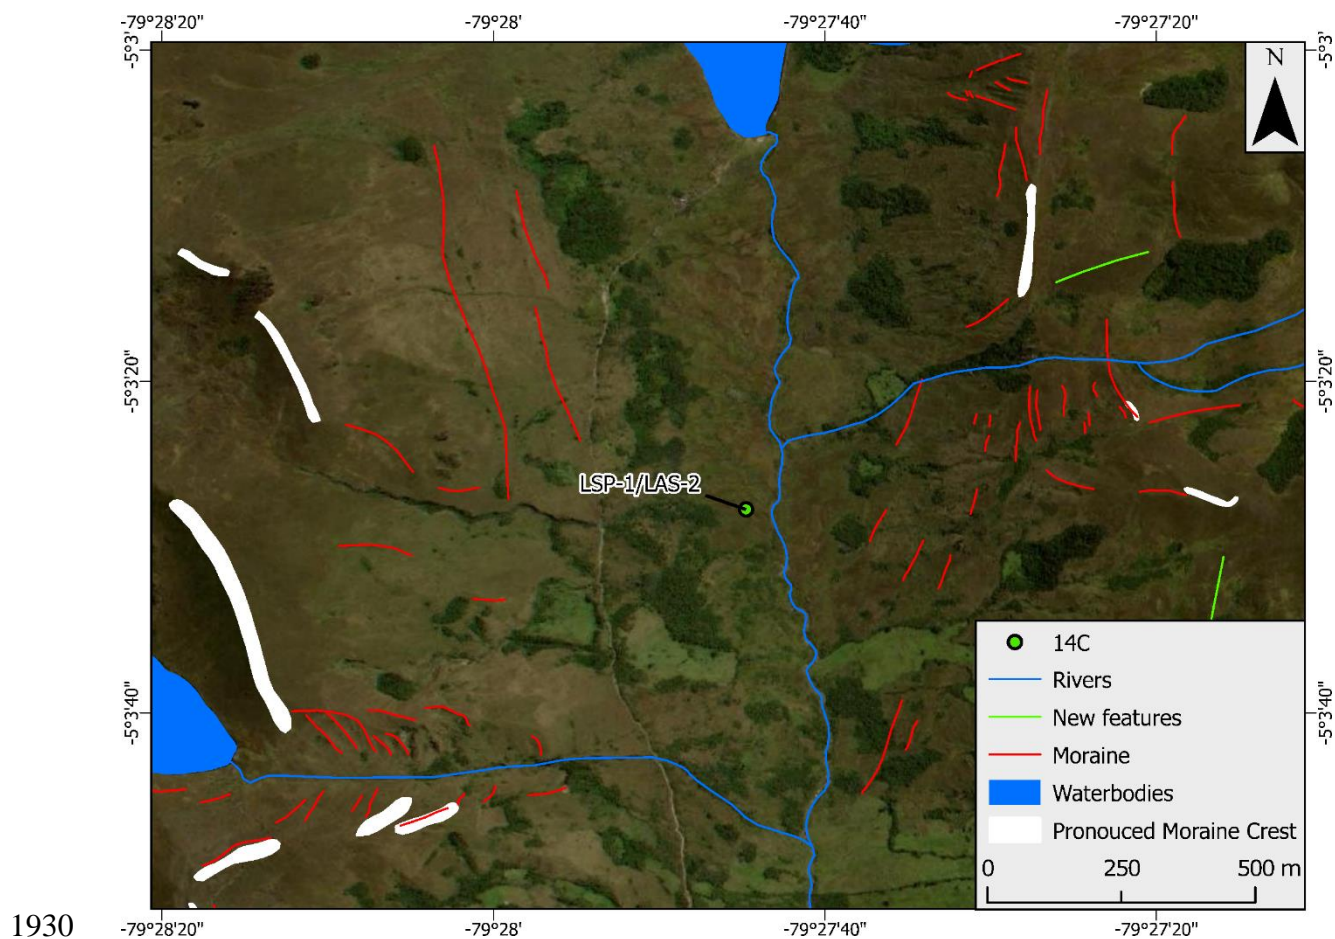 -79°28'20" -79°28' -79°27'40" -79°27'20"
-5°3' -5°3'
N
-5°3'20" -5°3'20"
LSP-1/LAS-2
14C
Rivers
New features
-5°3'40" -5°3'40"
Moraine
Waterbodies
Pronouced Moraine Crest
0 250 500 m
1930 -79°28'20" -79°28' -79°27'40" -79°27'20"